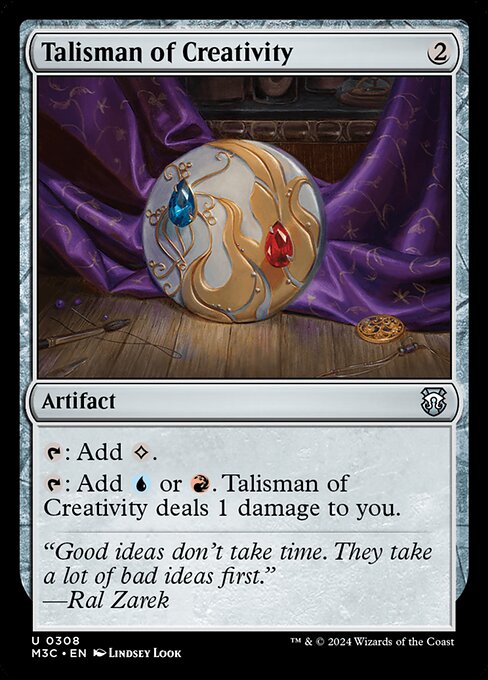 Talisman of Creativity 2
Artifact
: Add .
: Add or . Talisman of
Creativity deals 1 damage to you.
“Good ideas don’t take time. They take
a lot of bad ideas first.”
—Ral Zarek
U 0308
M3C • EN Lindsey Look
™ & © 2024 Wizards of the Coast